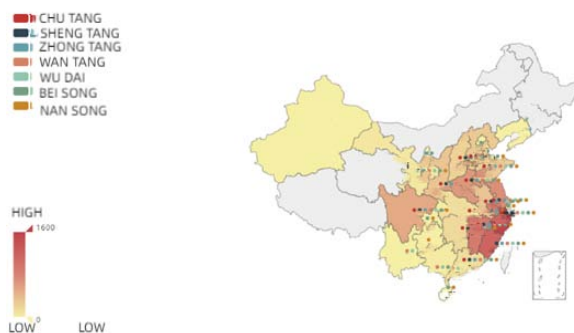 CHU TANG
SHENG TANG
ZHONG TANG
WAN TANG
WU DAI
BEI SONG
NAN SONG
HIGH
1600
0
LOW LOW